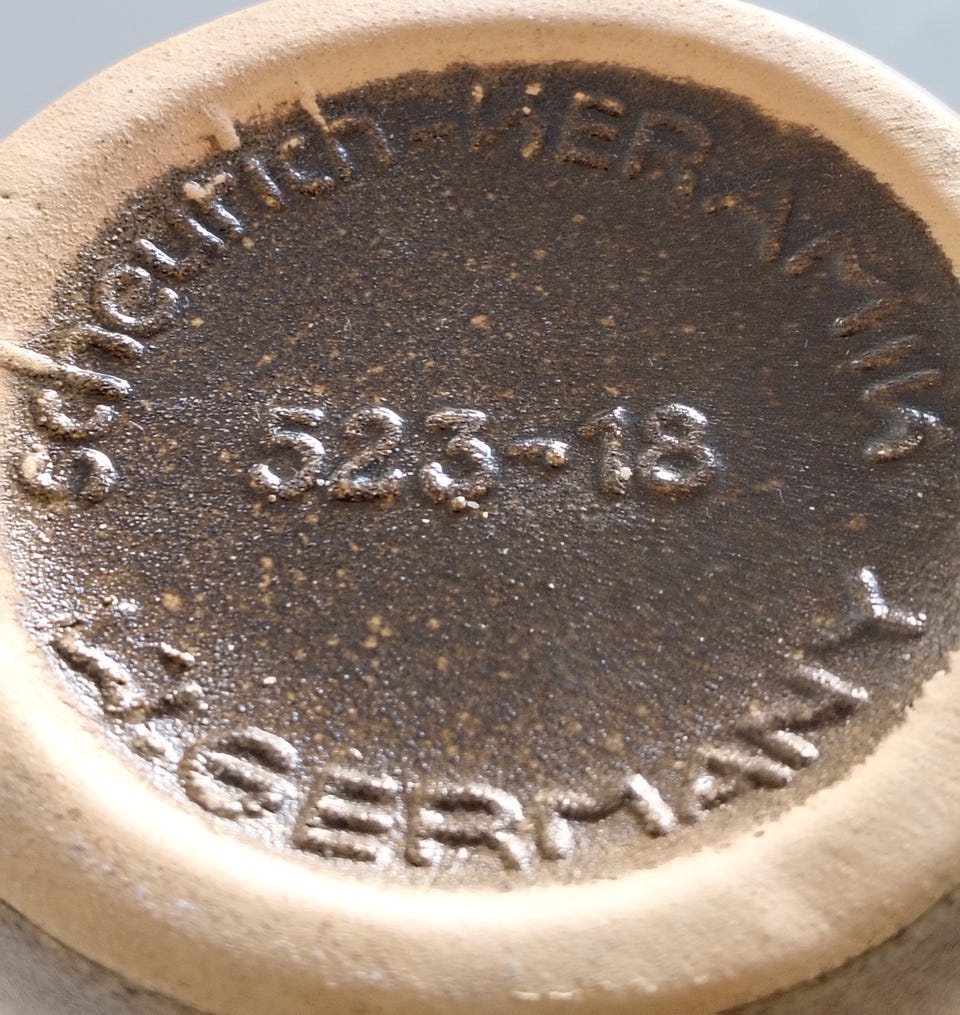 Scheurich-KERAMIK
523-18
W. GERMANY